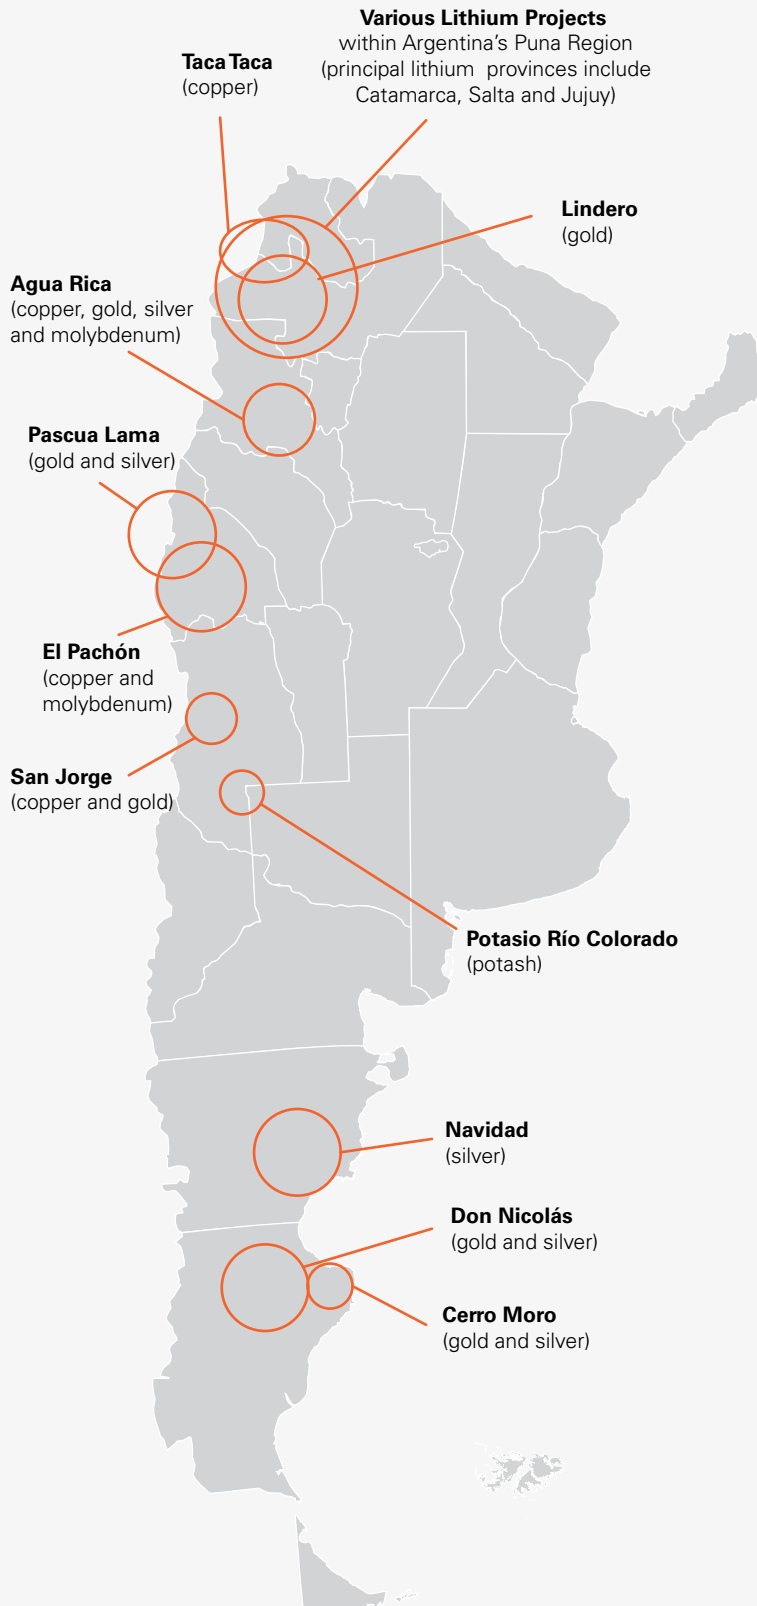 Various Lithium Projects
within Argentina's Puna Region
(principal lithium provinces include
Catamarca, Salta and Jujuy)
Taca Taca
(copper)
Lindero
(gold)
Agua Rica
(copper, gold, silver
and molybdenum)
Pascua Lama
(gold and silver)
El Pachón
(copper and
molybdenum)
San Jorge
(copper and gold)
Potasio Río Colorado
(potash)
Navidad
(silver)
Don Nicolás
(gold and silver)
Cerro Moro
(gold and silver)